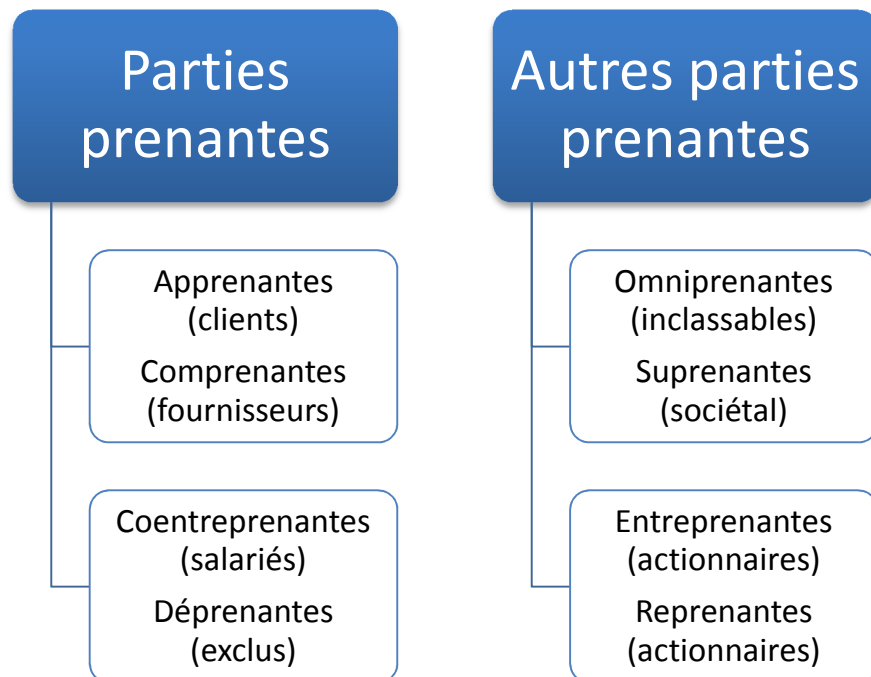 Parties
prenantes
Apprenantes
(clients)
Comprenantes
(fournisseurs)
Coentreprenantes
(salariés)
Déprenantes
(exclus)
Autres parties
prenantes
Omniprenantes
(inclassables)
Suprenantes
(sociétal)
Entreprenantes
(actionnaires)
Reprenantes
(actionnaires)